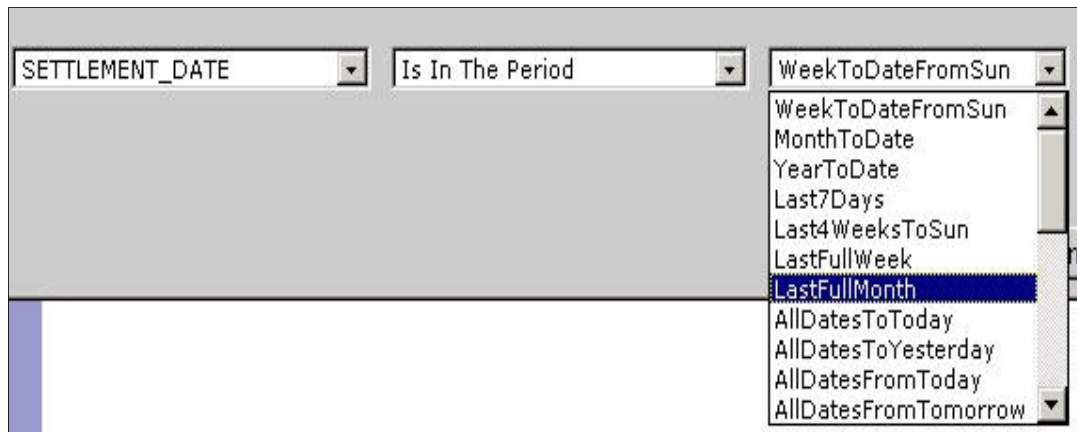 SETTLEMENT_DATE Is In The Period WeekToDateFromSun
WeekToDateFromSun
MonthToDate
YearToDate
Last7Days
Last4WeeksToSun
LastFullWeek
LastFullMonth
AllDatesToToday
AllDatesToYesterday
AllDatesFromToday
AllDatesFromTomorrow